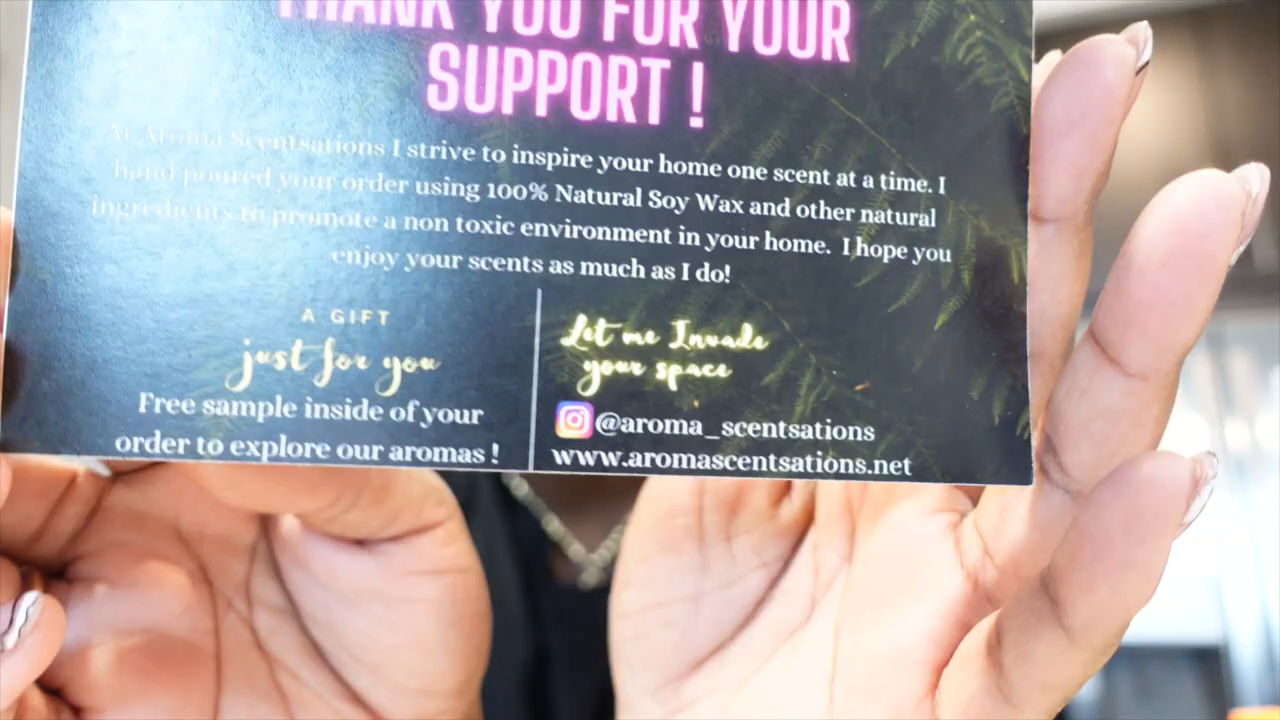 THANK YOU FOR YOUR
SUPPORT !
At Aroma Scentsations I strive to inspire your home one scent at a time. I
hand poured your order using 100% Natural Soy Wax and other natural
ingredients to promote a non toxic environment in your home. I hope you
enjoy your scents as much as I do!
A GIFT
just for you
Free sample inside of your
order to explore our aromas !
Let me Invade
your space
@aroma_scentsations
www.aromascentsations.net